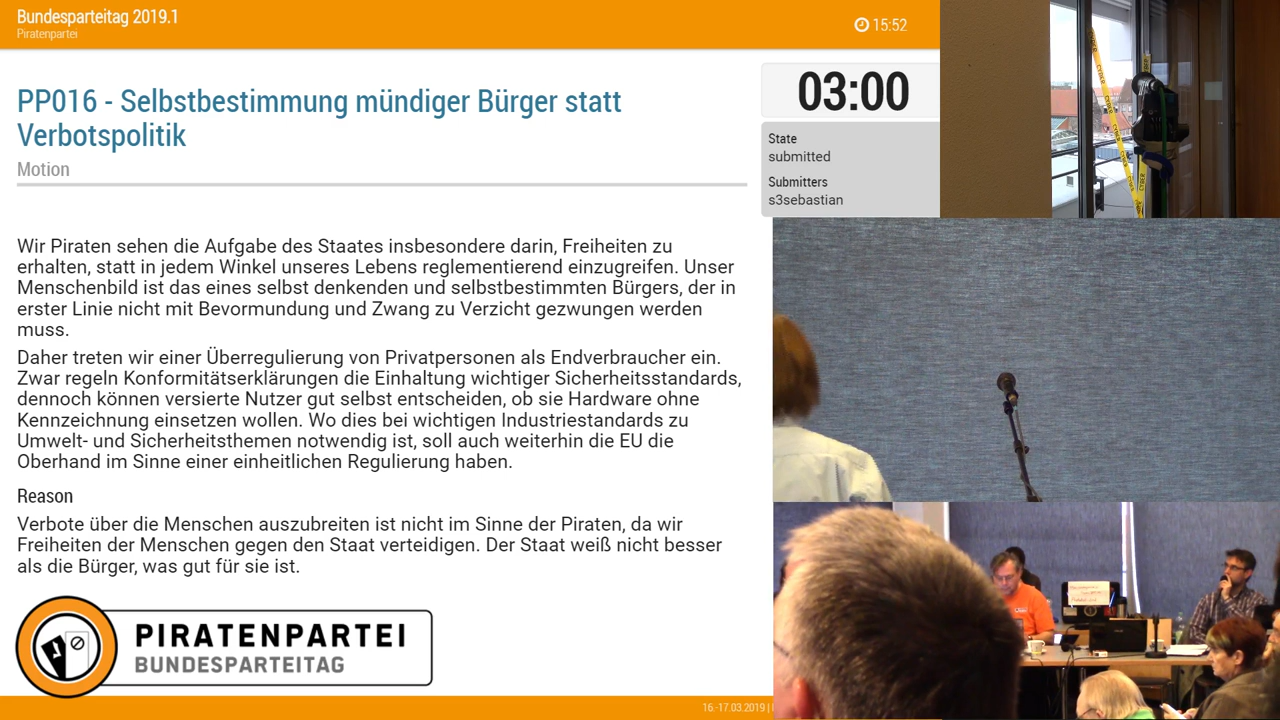 Bundesparteitag 2019.1
Piratenpartei
15:52
PP016 - Selbstbestimmung mündiger Bürger statt
Verbotspolitik
Motion
03:00
State
submitted
Submitters
s3sebastian
Wir Piraten sehen die Aufgabe des Staates insbesondere darin, Freiheiten zu
erhalten, statt in jedem Winkel unseres Lebens reglementierend einzugreifen. Unser
Menschenbild ist das eines selbst denkenden und selbstbestimmten Bürgers, der in
erster Linie nicht mit Bevormundung und Zwang zu Verzicht gezwungen werden
muss.
Daher treten wir einer Überregulierung von Privatpersonen als Endverbraucher ein.
Zwar regeln Konformitätserklärungen die Einhaltung wichtiger Sicherheitsstandards,
dennoch können versierte Nutzer gut selbst entscheiden, ob sie Hardware ohne
Kennzeichnung einsetzen wollen. Wo dies bei wichtigen Industriestandards zu
Umwelt- und Sicherheitsthemen notwendig ist, soll auch weiterhin die EU die
Oberhand im Sinne einer einheitlichen Regulierung haben.
Reason
Verbote über die Menschen auszubreiten ist nicht im Sinne der Piraten, da wir
Freiheiten der Menschen gegen den Staat verteidigen. Der Staat weiß nicht besser
als die Bürger, was gut für sie ist.
PIRATENPARTEI
BUNDESPARTEITAG
16.-17.03.2019 |
CYBER
CYBER
CYBER
CYBER